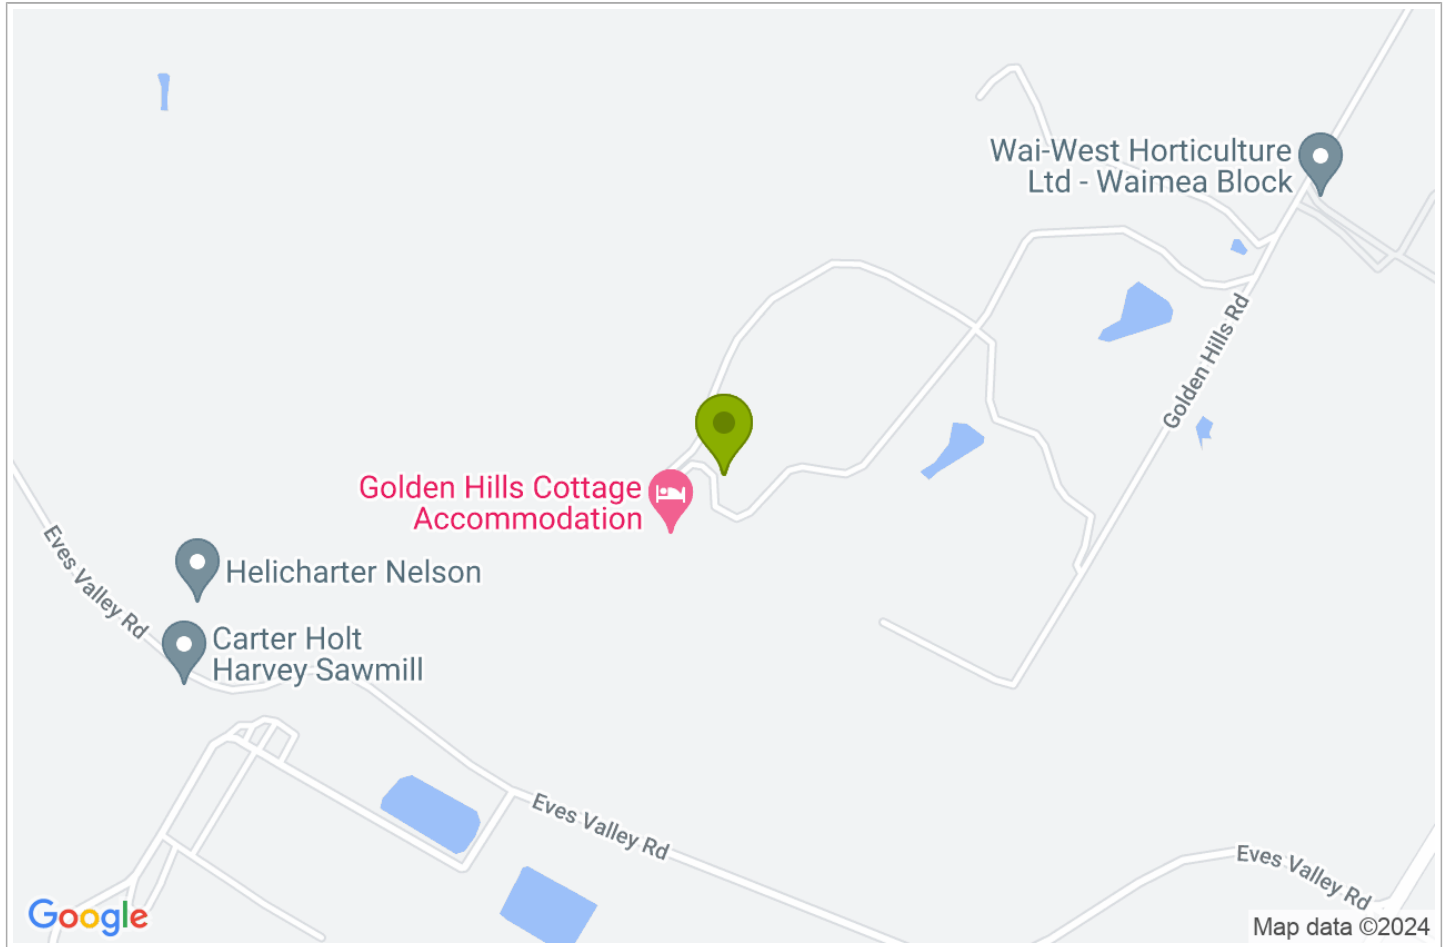 Wai-West Horticulture
Ltd - Waimea Block
Golden Hills Rd
Golden Hills Cottage
Accommodation
Eves Valley Rd
Helicharter Nelson
Carter Holt
Harvey Sawmill
Eves Valley Rd
Eves Valley Rd
Google
Map data ©2024